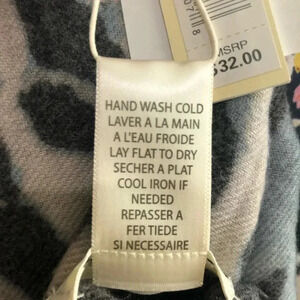 MSRP
$32.00
HAND WASH COLD
LAVER A LA MAIN
A L'EAU FROIDE
LAY FLAT TO DRY
SECHER A PLAT
COOL IRON IF
NEEDED
REPASSER A
FER TIEDE
SI NECESSAIRE